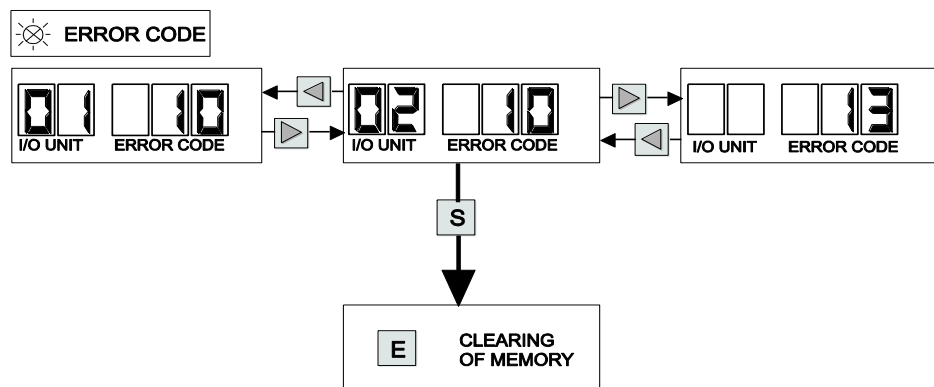 ERROR CODE
01 10
I/O UNIT ERROR CODE
02 10
I/O UNIT ERROR CODE
13
I/O UNIT ERROR CODE
S
E
CLEARING
OF MEMORY